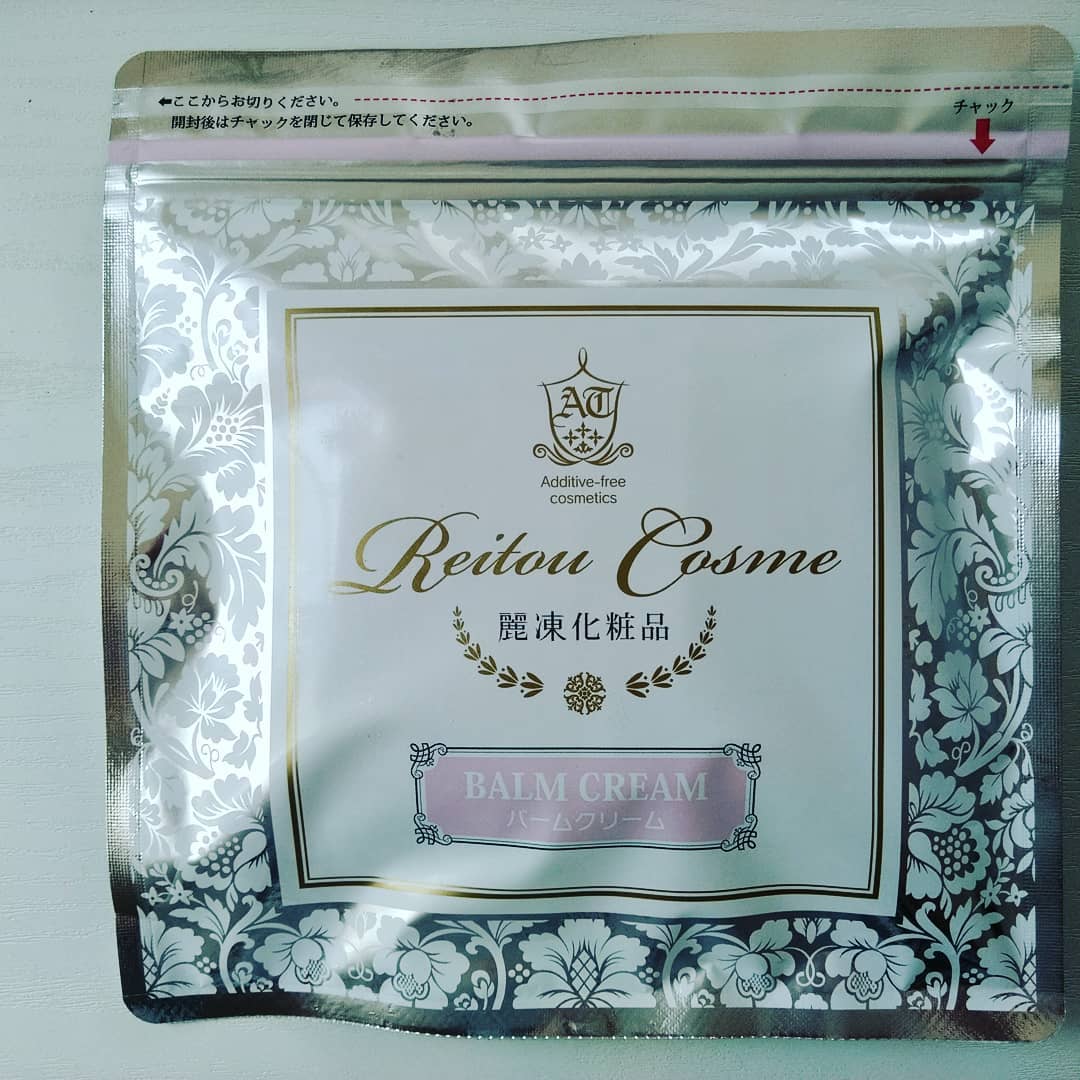 ⬅ここからお切りください。
開封後はチャックを閉じて保存してください。
チャック
AT
Additive-free
cosmetics
Reitou Cosme
麗凍化粧品
BALM CREAM
バームクリーム